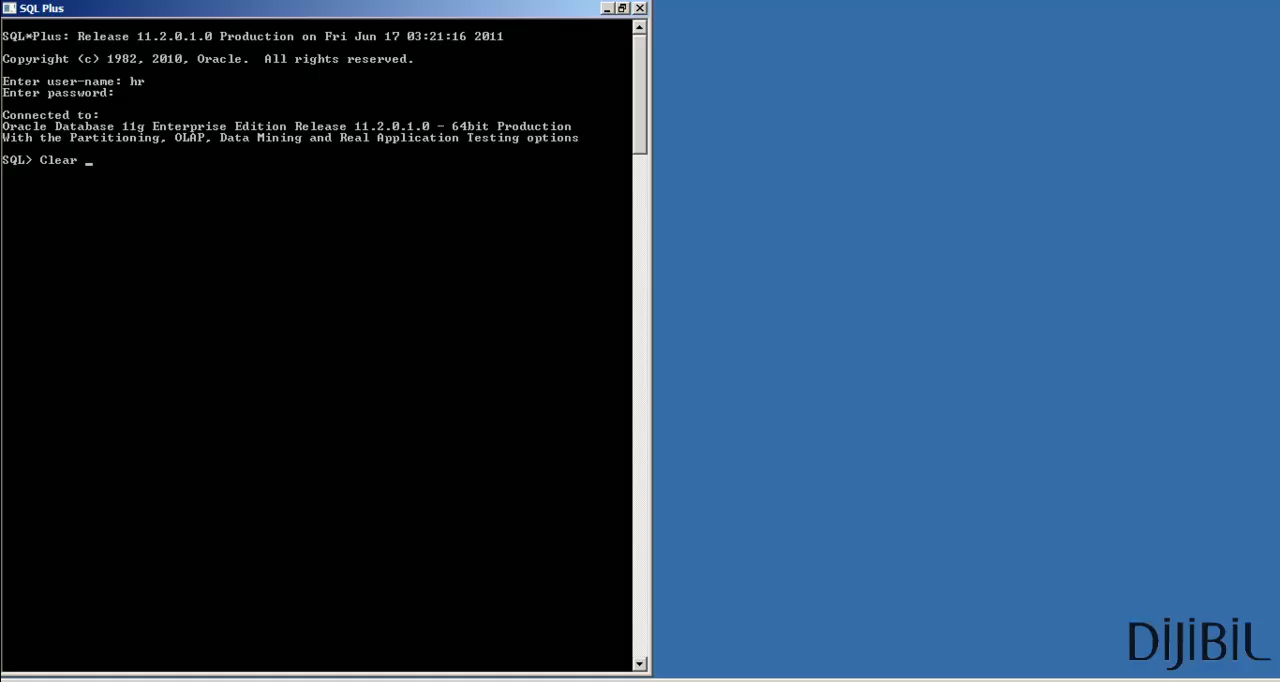 SQL Plus
SQL*Plus: Release 11.2.0.1.0 Production on Fri Jun 17 03:21:16 2011
Copyright (c) 1982, 2010, Oracle.  All rights reserved.
Enter user-name: hr
Enter password:
Connected to:
Oracle Database 11g Enterprise Edition Release 11.2.0.1.0 - 64bit Production
With the Partitioning, OLAP, Data Mining and Real Application Testing options
SQL> Clear _
DiJiBiL